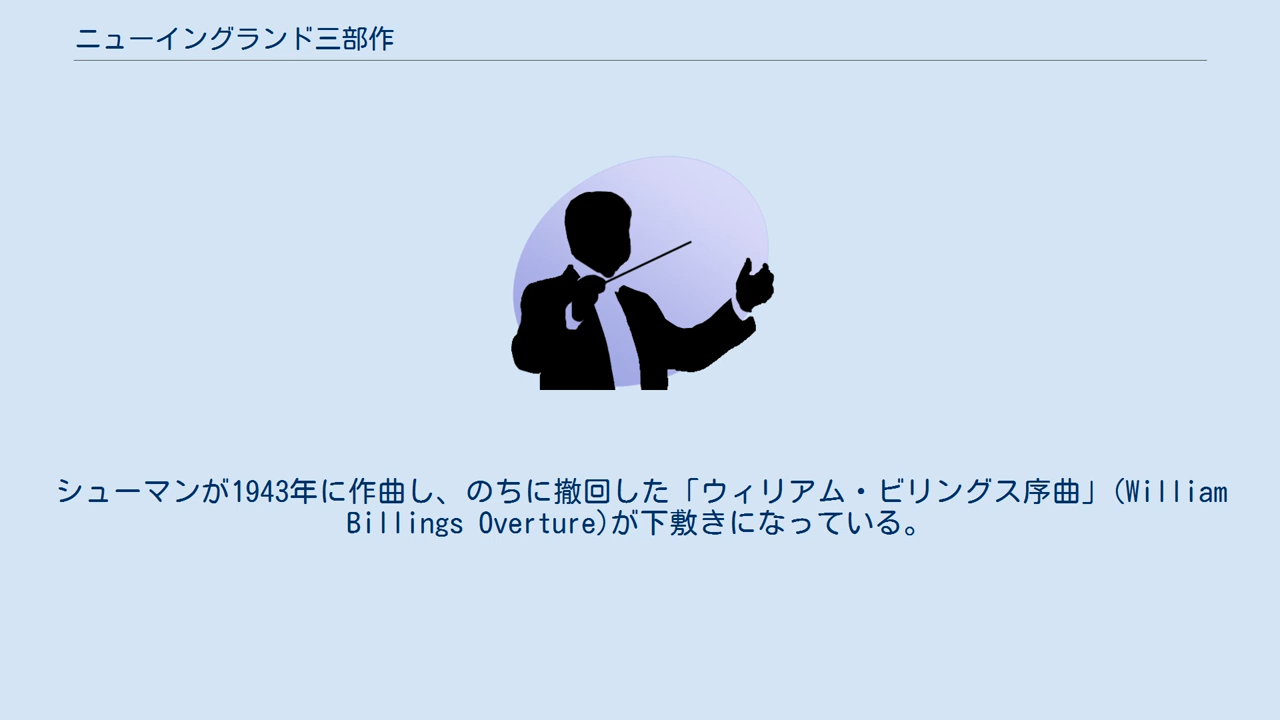 ニューイングランド三部作
シューマンが1943年に作曲し、のちに撤回した「ウィリアム・ビリングス序曲」(William
Billings Overture)が下敷きになっている。